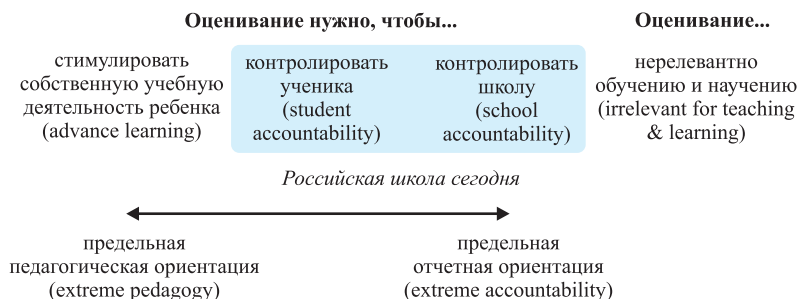 Оценивание нужно, чтобы...
Оценивание...
стимулировать
собственную учебную
деятельность ребенка
(advance learning)
контролировать
ученика
(student
accountability)
контролировать
школу
(school
accountability)
нерелевантно
обучению и научению
(irrelevant for teaching
& learning)
Российская школа сегодня
предельная
педагогическая ориентация
(extreme pedagogy)
предельная
отчетная ориентация
(extreme accountability)